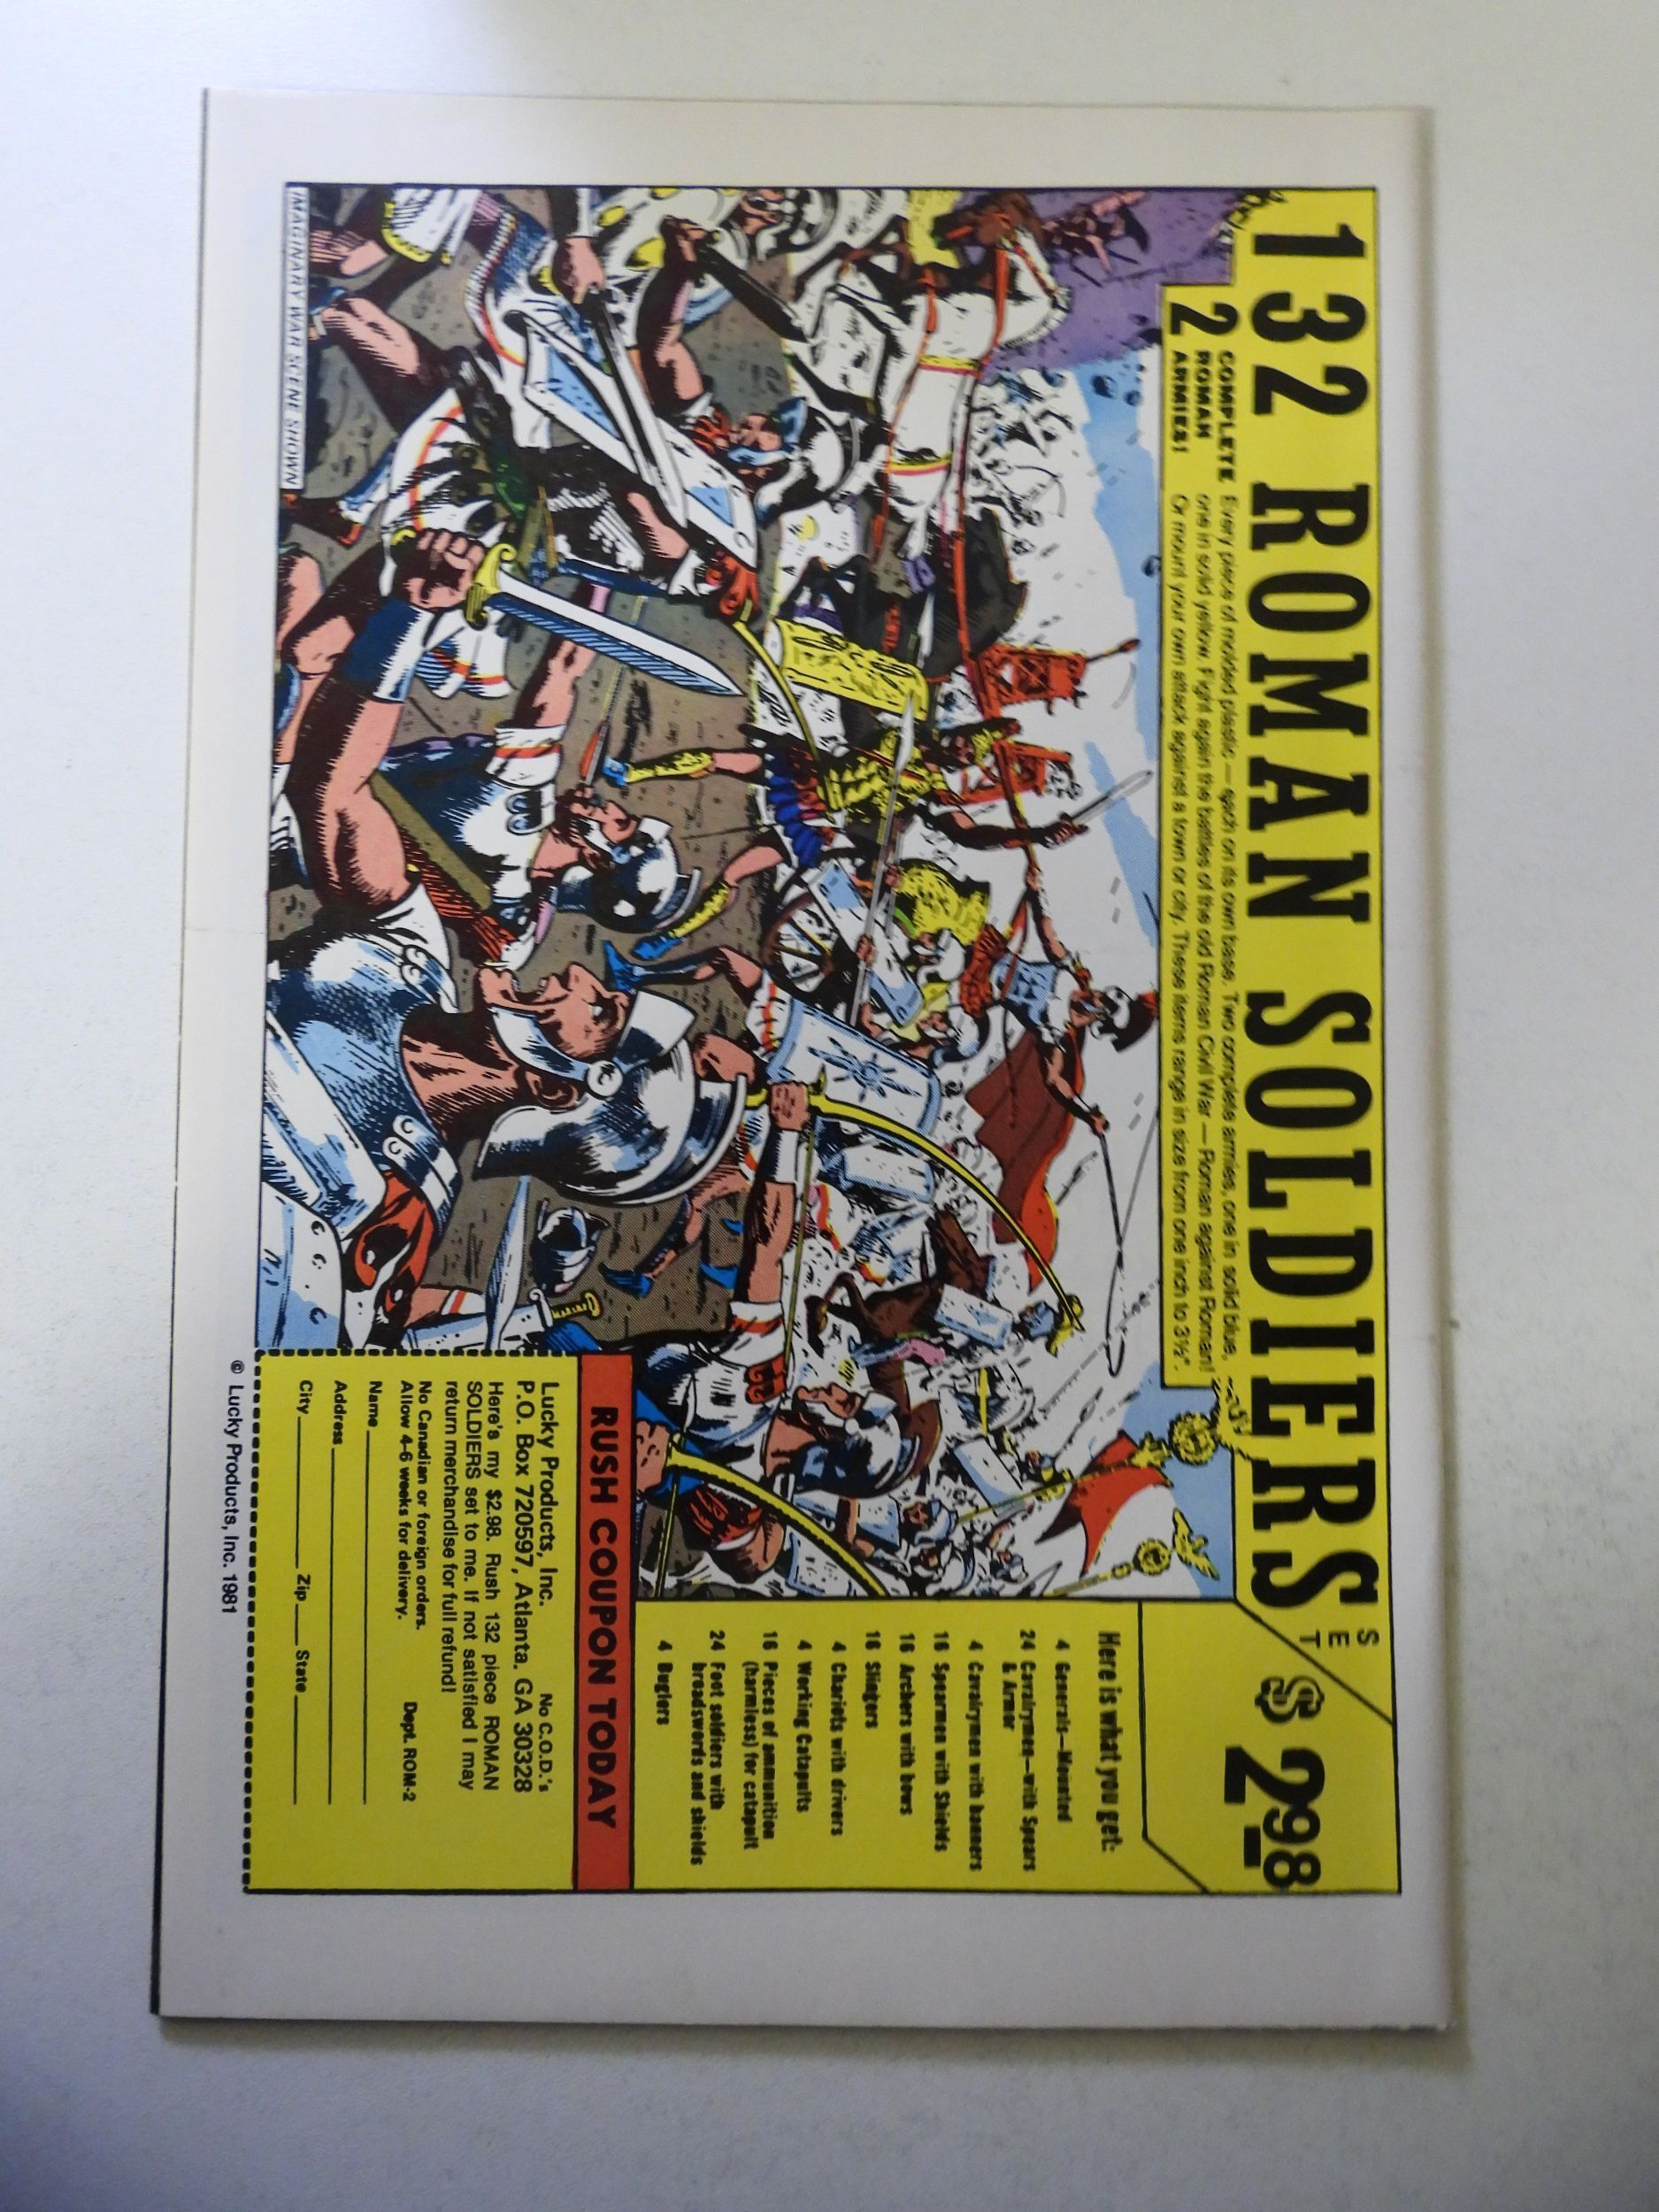 132 ROMAN SOLDIERS SET $2.98
2 COMPLETE ROMAN ARMIES!
Every piece of molded plastic—each on its own base. Two complete armies, one in solid blue,
one in solid yellow. Fight again the battles of the old Roman Civil War—Roman against Roman!
Or mount your own attack against a town or city. These items range in size from one inch to 3½".
Here is what you get:
4 Generals—Mounted
24 Cavalrymen—with Spears
& Armor
4 Cavalrymen with banners
16 Spearmen with Shields
16 Archers with bows
16 Slingers
4 Chariots with drivers
4 Working Catapults
16 Pieces of ammunition
(harmless) for catapult
24 Foot soldiers with
broadswords and shields
4 Buglers
IMAGINARY WAR SCENE SHOWN
RUSH COUPON TODAY
Lucky Products, Inc. No C.O.D.'s
P.O. Box 720597, Atlanta, GA 30328
Here's my $2.98. Rush 132 piece ROMAN
SOLDIERS set to me. If not satisfied I may
return merchandise for full refund!
No Canadian or foreign orders.
Allow 4-6 weeks for delivery. Dept. ROM-2
Name
Address
City Zip State
© Lucky Products, Inc. 1981